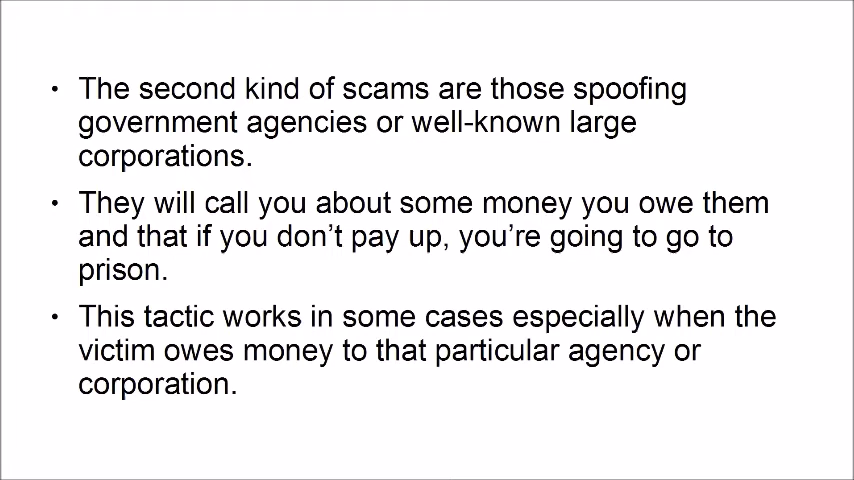 • The second kind of scams are those spoofing
government agencies or well-known large
corporations.
• They will call you about some money you owe them
and that if you don’t pay up, you’re going to go to
prison.
• This tactic works in some cases especially when the
victim owes money to that particular agency or
corporation.